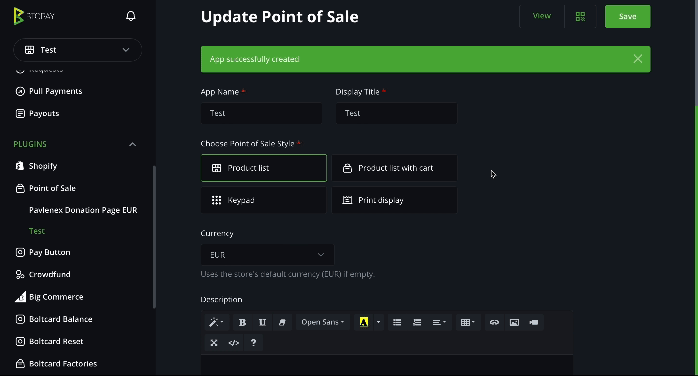 BTCPAY
Update Point of Sale
View
Save
Test
App successfully created
Requests
Pull Payments
Payouts
App Name *
Display Title *
Test
Test
PLUGINS
Choose Point of Sale Style *
Shopify
Product list
Product list with cart
Point of Sale
Keypad
Print display
Pavlenex Donation Page EUR
Test
Currency
Pay Button
EUR
Crowdfund
Uses the store's default currency (EUR) if empty.
Big Commerce
Description
Boltcard Balance
B U Open Sans A
Boltcard Reset
</> ?
Boltcard Factories